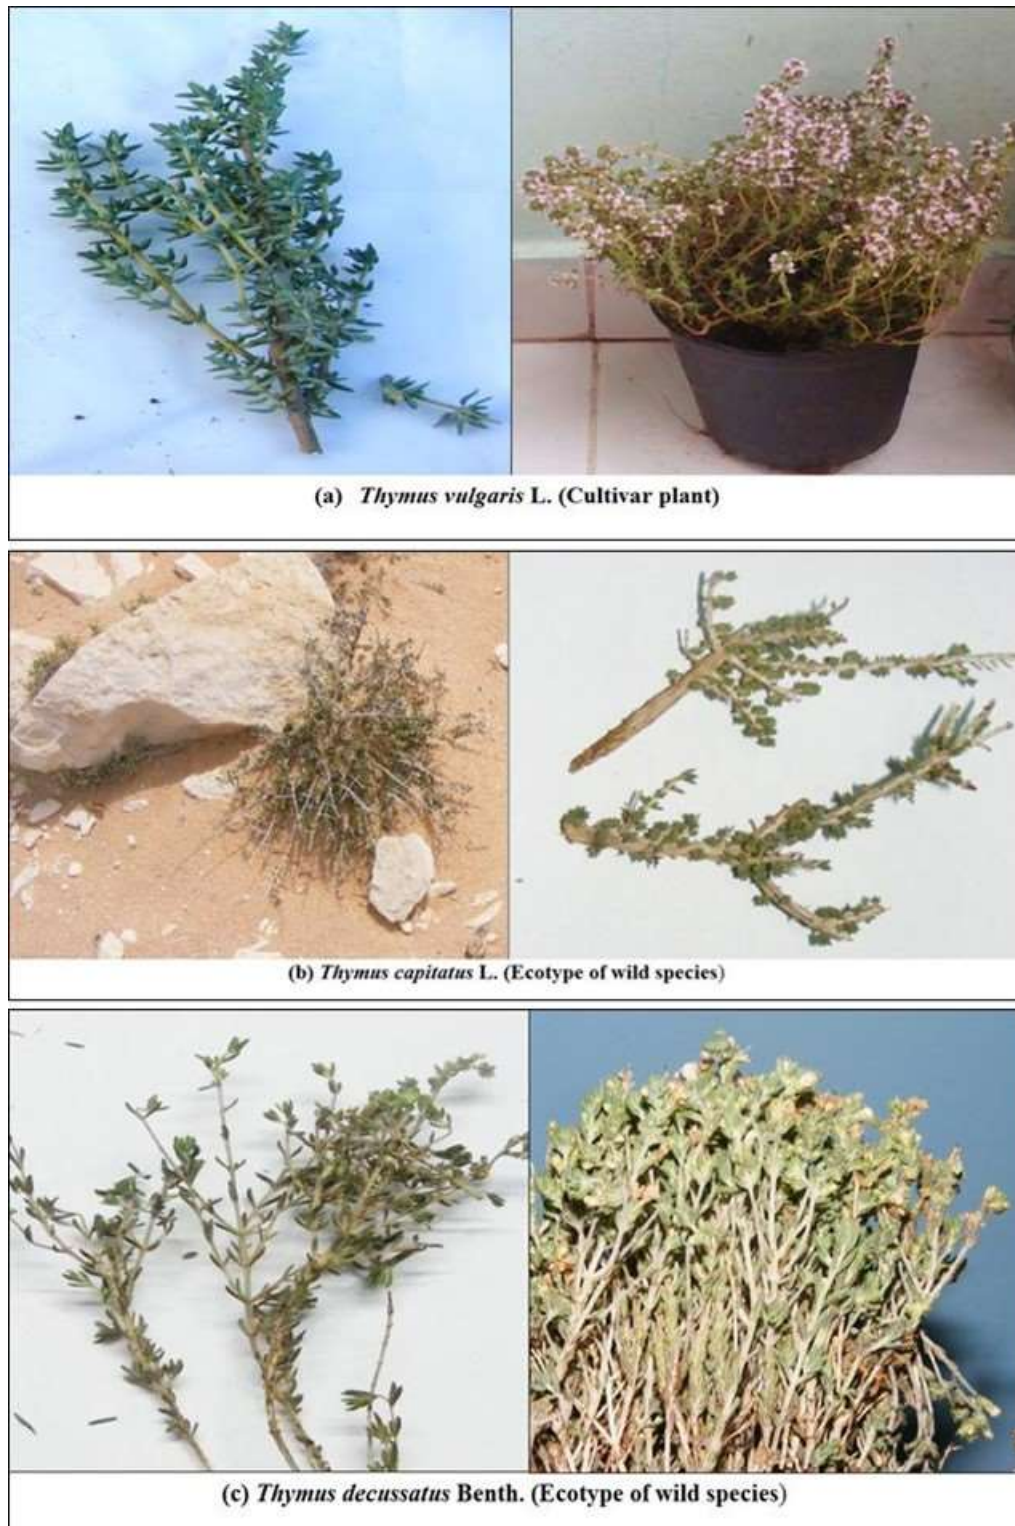 (a) Thymus vulgaris L. (Cultivar plant)
(b) Thymus capitatus L. (Ecotype of wild species)
(c) Thymus decussatus Benth. (Ecotype of wild species)